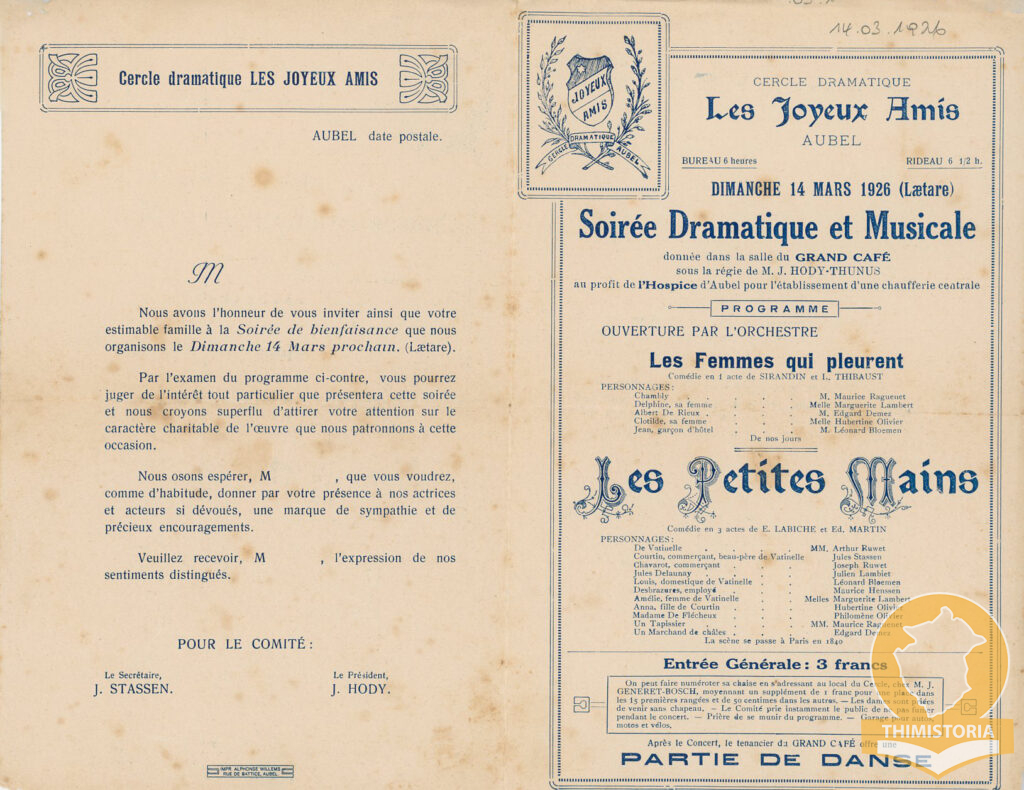 Cercle dramatique LES JOYEUX AMIS
AUBEL date postale.
M
Nous avons l'honneur de vous inviter ainsi que votre
estimable famille à la Soirée de bienfaisance que nous
organisons le Dimanche 14 Mars prochain. (Lætare).
Par l'examen du programme ci-contre, vous pourrez
juger de l'intérêt tout particulier que présentera cette soirée
et nous croyons superflu d'attirer votre attention sur le
caractère charitable de l'œuvre que nous patronnons à cette
occasion.
Nous osons espérer, M , que vous voudrez,
comme d'habitude, donner par votre présence à nos actrices
et acteurs si dévoués, une marque de sympathie et de
précieux encouragements.
Veuillez recevoir, M , l'expression de nos
sentiments distingués.
POUR LE COMITÉ :
Le Secrétaire,
J. STASSEN.
Le Président,
J. HODY.
IMPR. ALPHONSE WILLEMS
RUE DE BATTICE, AUBEL
14.03.1926
JOYEUX
AMIS
CERCLE DRAMATIQUE AUBEL
CERCLE DRAMATIQUE
Les Joyeux Amis
AUBEL
BUREAU 6 heures RIDEAU 6 1/2 h.
DIMANCHE 14 MARS 1926 (Lætare)
Soirée Dramatique et Musicale
donnée dans la salle du GRAND CAFÉ
sous la régie de M. J. HODY-THUNUS
au profit de l'Hospice d'Aubel pour l'établissement d'une chaufferie centrale
PROGRAMME
OUVERTURE PAR L'ORCHESTRE
Les Femmes qui pleurent
Comédie en 1 acte de SIRANDIN et L. THIBAUST
PERSONNAGES :
Chambly . . . M. Maurice Raguenet
Delphine, sa femme . . . Melle Marguerite Lambert
Albert De Rieux . . . . M. Edgard Demez
Clotilde, sa femme . . . Melle Hubertine Olivier
Jean, garçon d'hôtel . . . M. Léonard Bloemen
De nos jours
Les Petites Mains
Comédie en 3 actes de E. LABICHE et Ed. MARTIN
PERSONNAGES :
De Vatinelle . . . . MM. Arthur Ruwet
Courtin, commerçant, beau-père de Vatinelle Jules Stassen
Chavarot, commerçant . . . Joseph Ruwet
Jules Delaunay . . . . Julien Lambiet
Louis, domestique de Vatinelle . . Léonard Bloemen
Desbrazures, employé . . . Maurice Henssen
Amélie, femme de Vatinelle . . Melles Marguerite Lambert
Anna, fille de Courtin . . . Hubertine Olivier
Madame De Flécheux . . . Philomène Olivier
Un Tapissier . . . MM. Maurice Raguenet
Un Marchand de châles . . . Edgard Demez
La scène se passe à Paris en 1840
Entrée Générale : 3 francs
On peut faire numéroter sa chaise en s'adressant au local du Cercle, chez M. J.
GENERET-BOSCH, moyennant un supplément de 1 franc pour une place dans
les 15 premières rangées et de 50 centimes dans les autres. — Les dames sont priées
de venir sans chapeau. — Le Comité prie instamment le public de ne pas fumer
pendant le concert. — Prière de se munir du programme. — Garage pour autos,
motos et vélos.
Après le Concert, le tenancier du GRAND CAFÉ offre une
PARTIE DE DANSE
THIMISTORIA